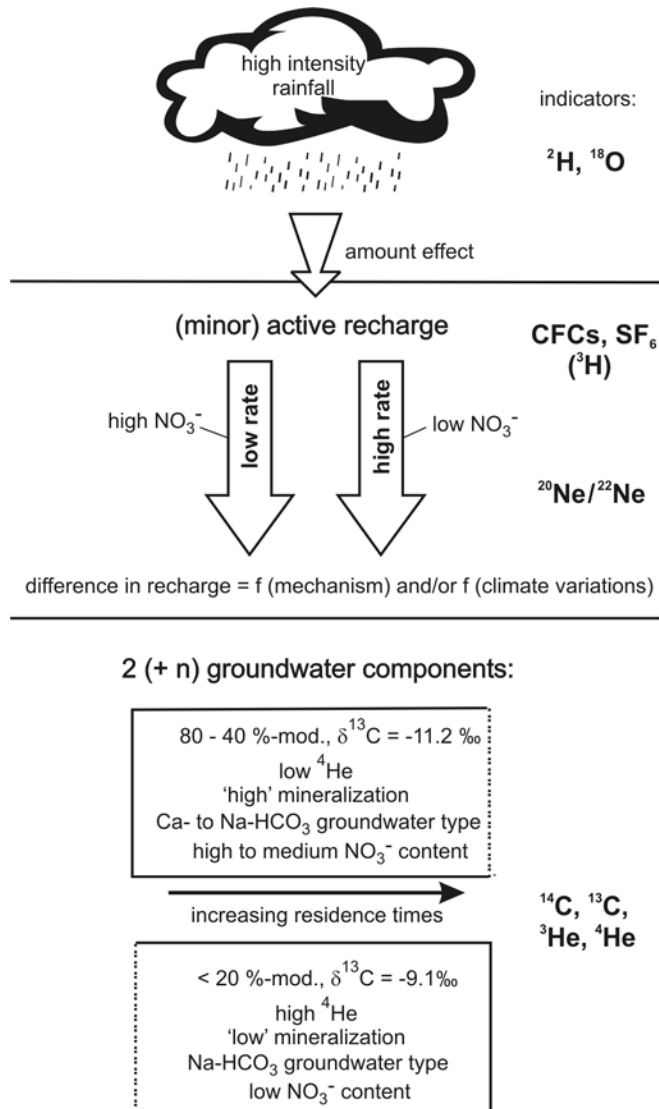 high intensity
rainfall
indicators:
²H, ¹⁸O
amount effect
(minor) active recharge
CFCs, SF₆
(³H)
high NO₃⁻
low rate
high rate
low NO₃⁻
²⁰Ne/²²Ne
difference in recharge = f (mechanism) and/or f (climate variations)
2 (+ n) groundwater components:
80 - 40 %-mod., δ¹³C = -11.2 ‰
low ⁴He
‘high’ mineralization
Ca- to Na-HCO₃ groundwater type
high to medium NO₃⁻ content
increasing residence times
¹⁴C, ¹³C,
³He, ⁴He
< 20 %-mod., δ¹³C = -9.1‰
high ⁴He
‘low’ mineralization
Na-HCO₃ groundwater type
low NO₃⁻ content